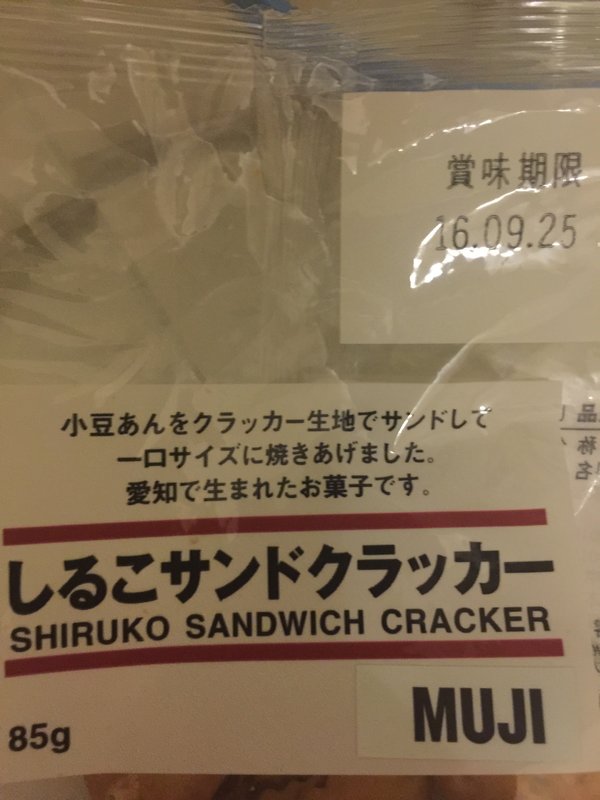 賞味期限
16.09.25
小豆あんをクラッカー生地でサンドして
一口サイズに焼きあげました。
愛知で生まれたお菓子です。
しるこサンドクラッカー
SHIRUKO SANDWICH CRACKER
85g
MUJI